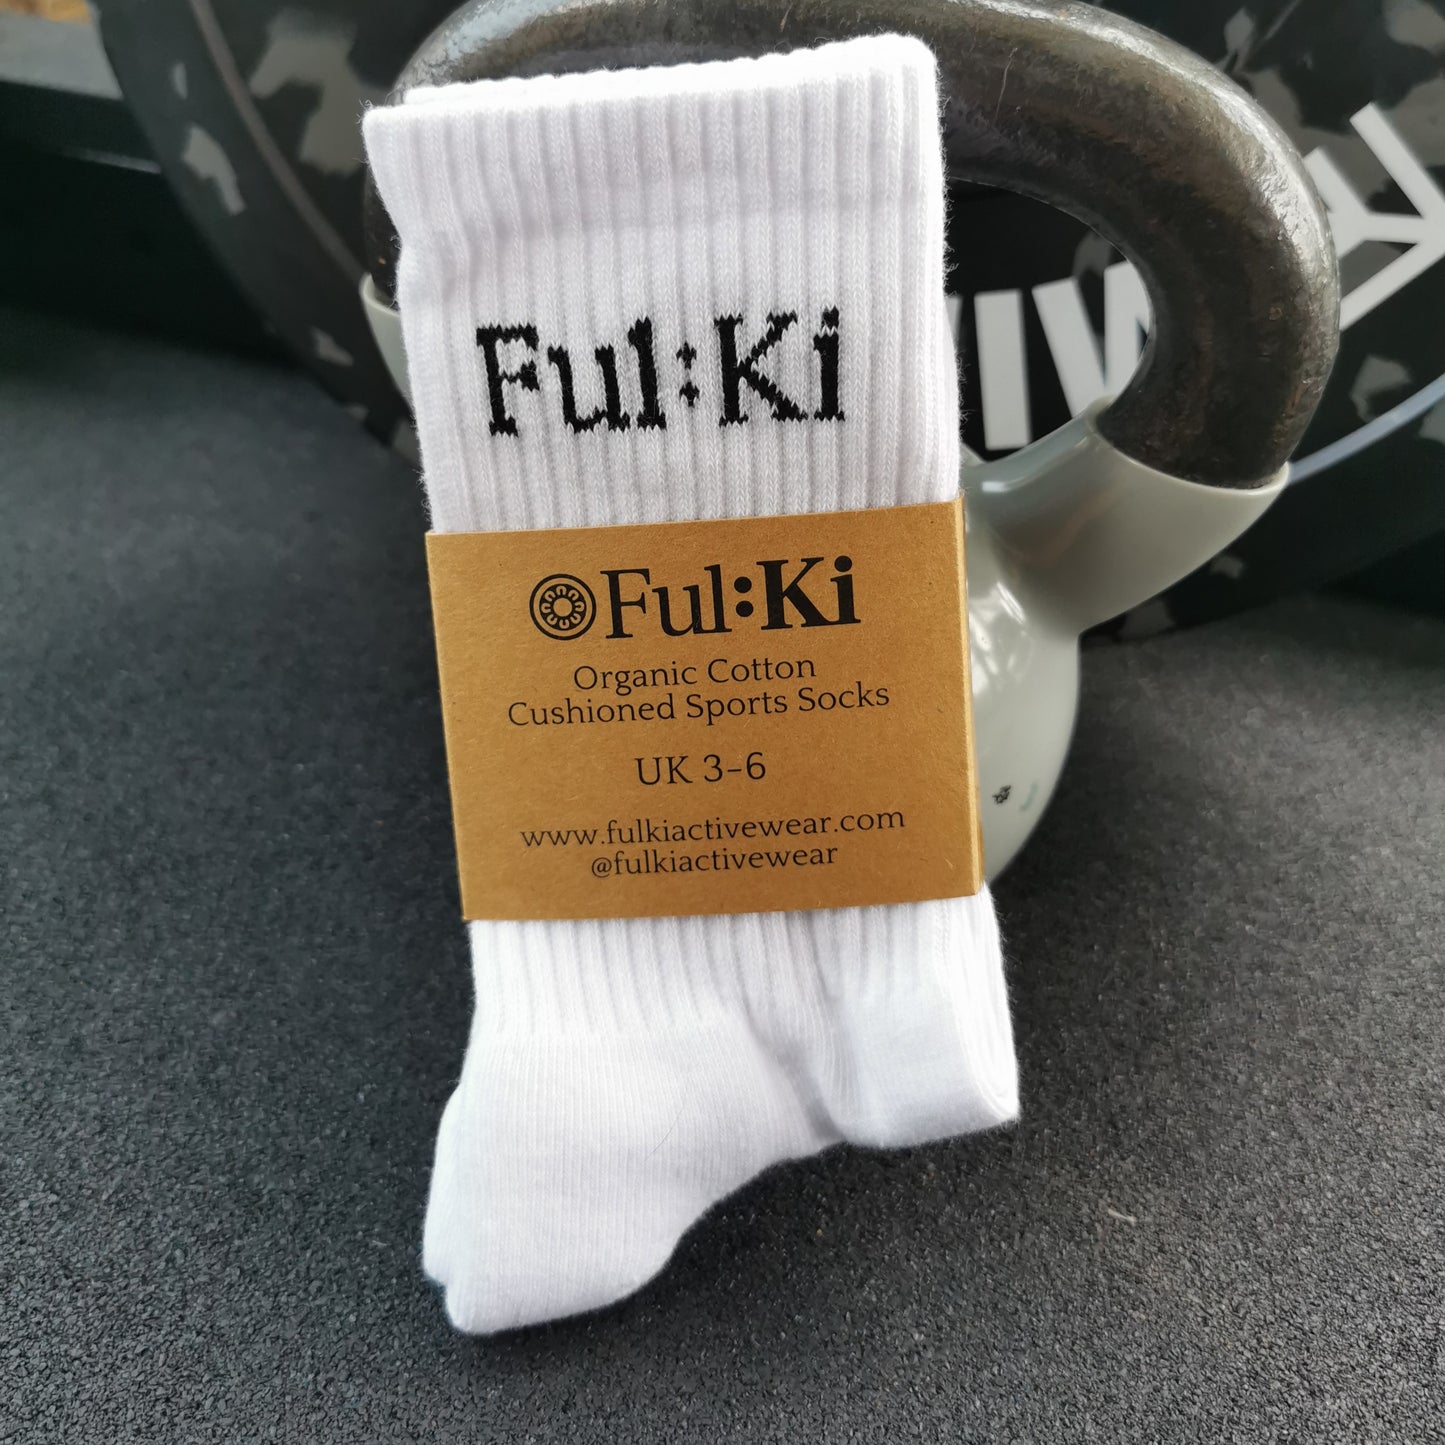 Ful:Ki
Ful:Ki
Organic Cotton
Cushioned Sports Socks
UK 3-6
www.fulkiactivewear.com
@fulkiactivewear